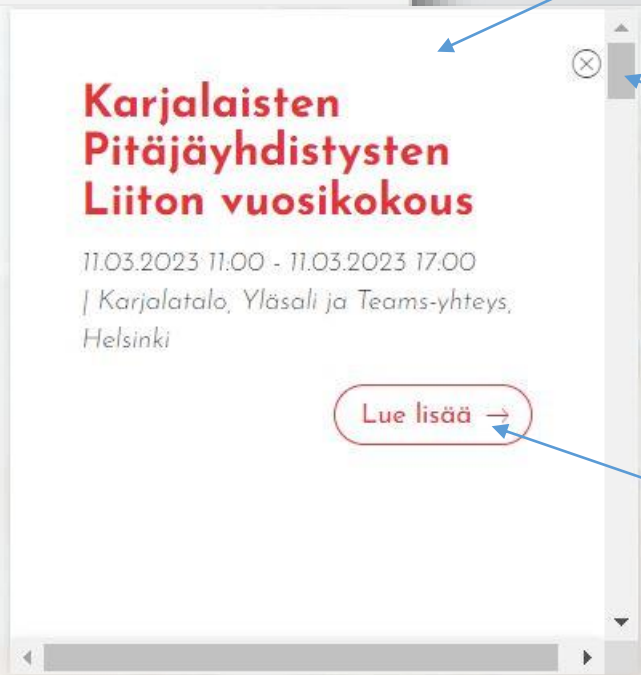 Karjalaisten
Pitäjäyhdistysten
Liiton vuosikokous
11.03.2023 11:00 - 11.03.2023 17:00
| Karjalatalo, Yläsali ja Teams-yhteys,
Helsinki
Lue lisää →